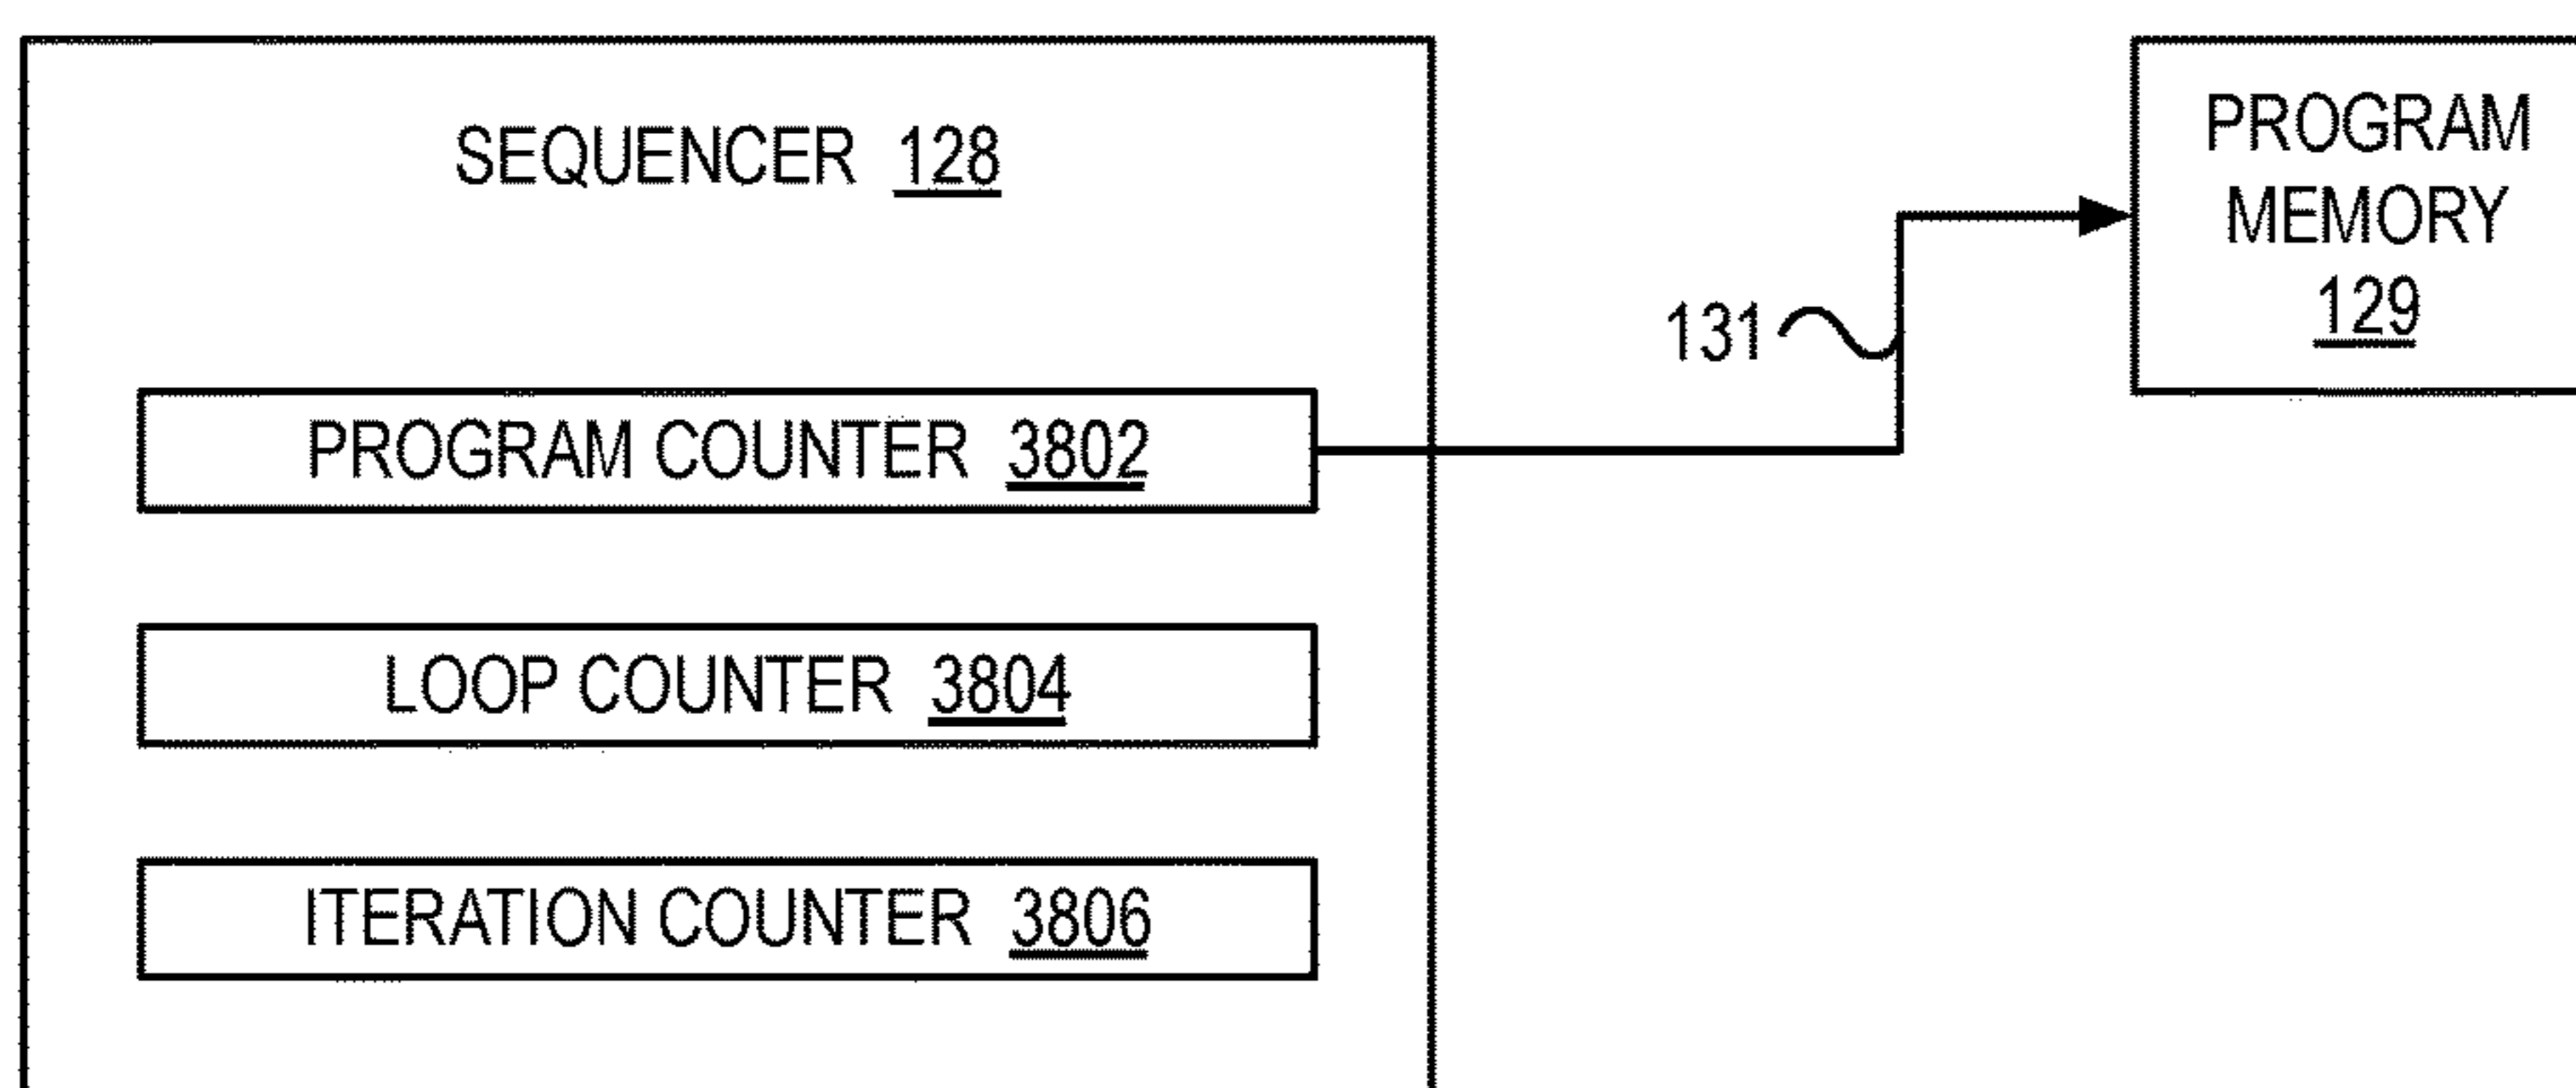 SEQUENCER 128
PROGRAM
MEMORY
129
131
PROGRAM COUNTER 3802
LOOP COUNTER 3804
ITERATION COUNTER 3806